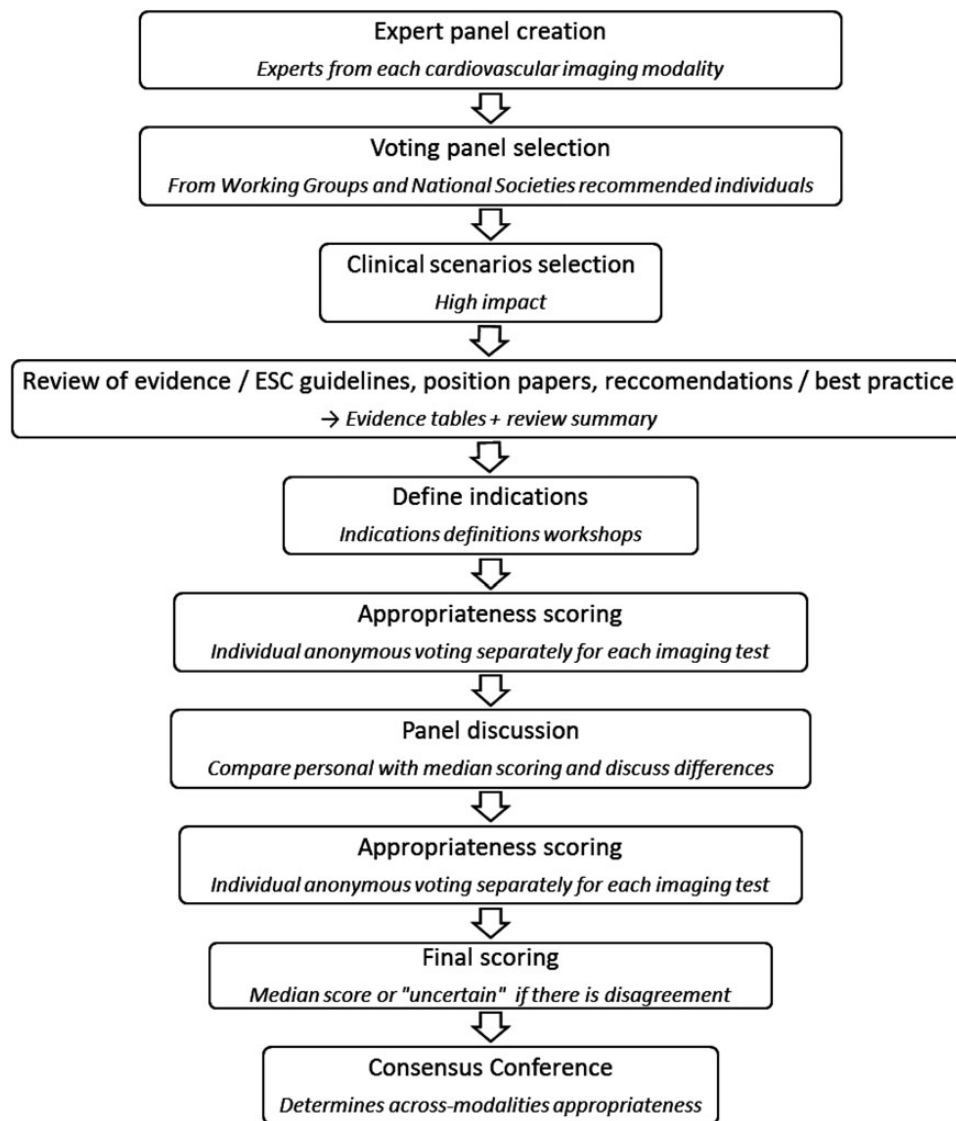 Expert panel creation
Experts from each cardiovascular imaging modality
Voting panel selection
From Working Groups and National Societies recommended individuals
Clinical scenarios selection
High impact
Review of evidence / ESC guidelines, position papers, reccomendations / best practice
→ Evidence tables + review summary
Define indications
Indications definitions workshops
Appropriateness scoring
Individual anonymous voting separately for each imaging test
Panel discussion
Compare personal with median scoring and discuss differences
Appropriateness scoring
Individual anonymous voting separately for each imaging test
Final scoring
Median score or "uncertain" if there is disagreement
Consensus Conference
Determines across-modalities appropriateness